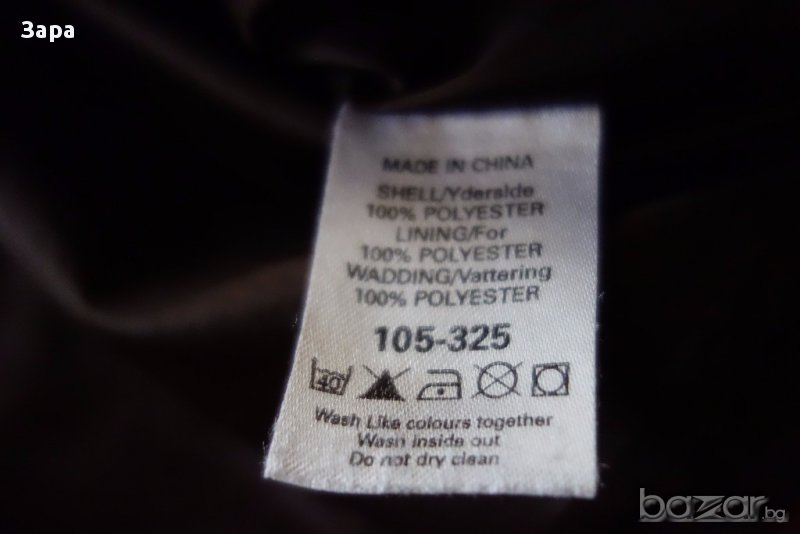 Зара
MADE IN CHINA
SHELL/Yderside
100% POLYESTER
LINING/For
100% POLYESTER
WADDING/Vattering
100% POLYESTER
105-325
40
Wash Like colours together
Wash inside out
Do not dry clean
bazar.bg